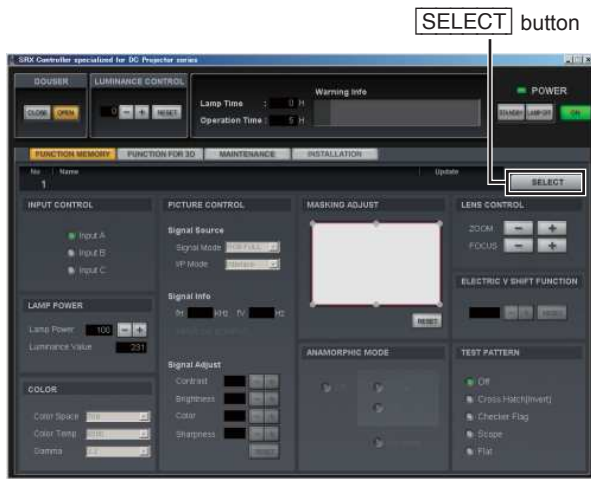 SELECT button
SRX Controller specialized for DC Projector series
DOUSER
CLOSE OPEN
LUMINANCE CONTROL
0 - + RESET
Warning Info
Lamp Time : 0 H
Operation Time : 5 H
POWER
STANDBY LAMP OFF ON
FUNCTION MEMORY FUNCTION FOR 3D MAINTENANCE INSTALLATION
No Name Update
1 SELECT
INPUT CONTROL
Input A
Input B
Input C
LAMP POWER
Lamp Power 100 - +
Luminance Value 231
COLOR
Color Space
Color Temp
Gamma
PICTURE CONTROL
Signal Source
Signal Mode
I/P Mode
Signal Info
fH kHz fV Hz
Signal Adjust
Contrast - +
Brightness - +
Color - +
Sharpness - +
RESET
MASKING ADJUST
RESET
ANAMORPHIC MODE
LENS CONTROL
ZOOM - +
FOCUS - +
ELECTRIC V SHIFT FUNCTION
- + RESET
TEST PATTERN
Off
Cross Hatch(Invert)
Checker Flag
Scope
Flat